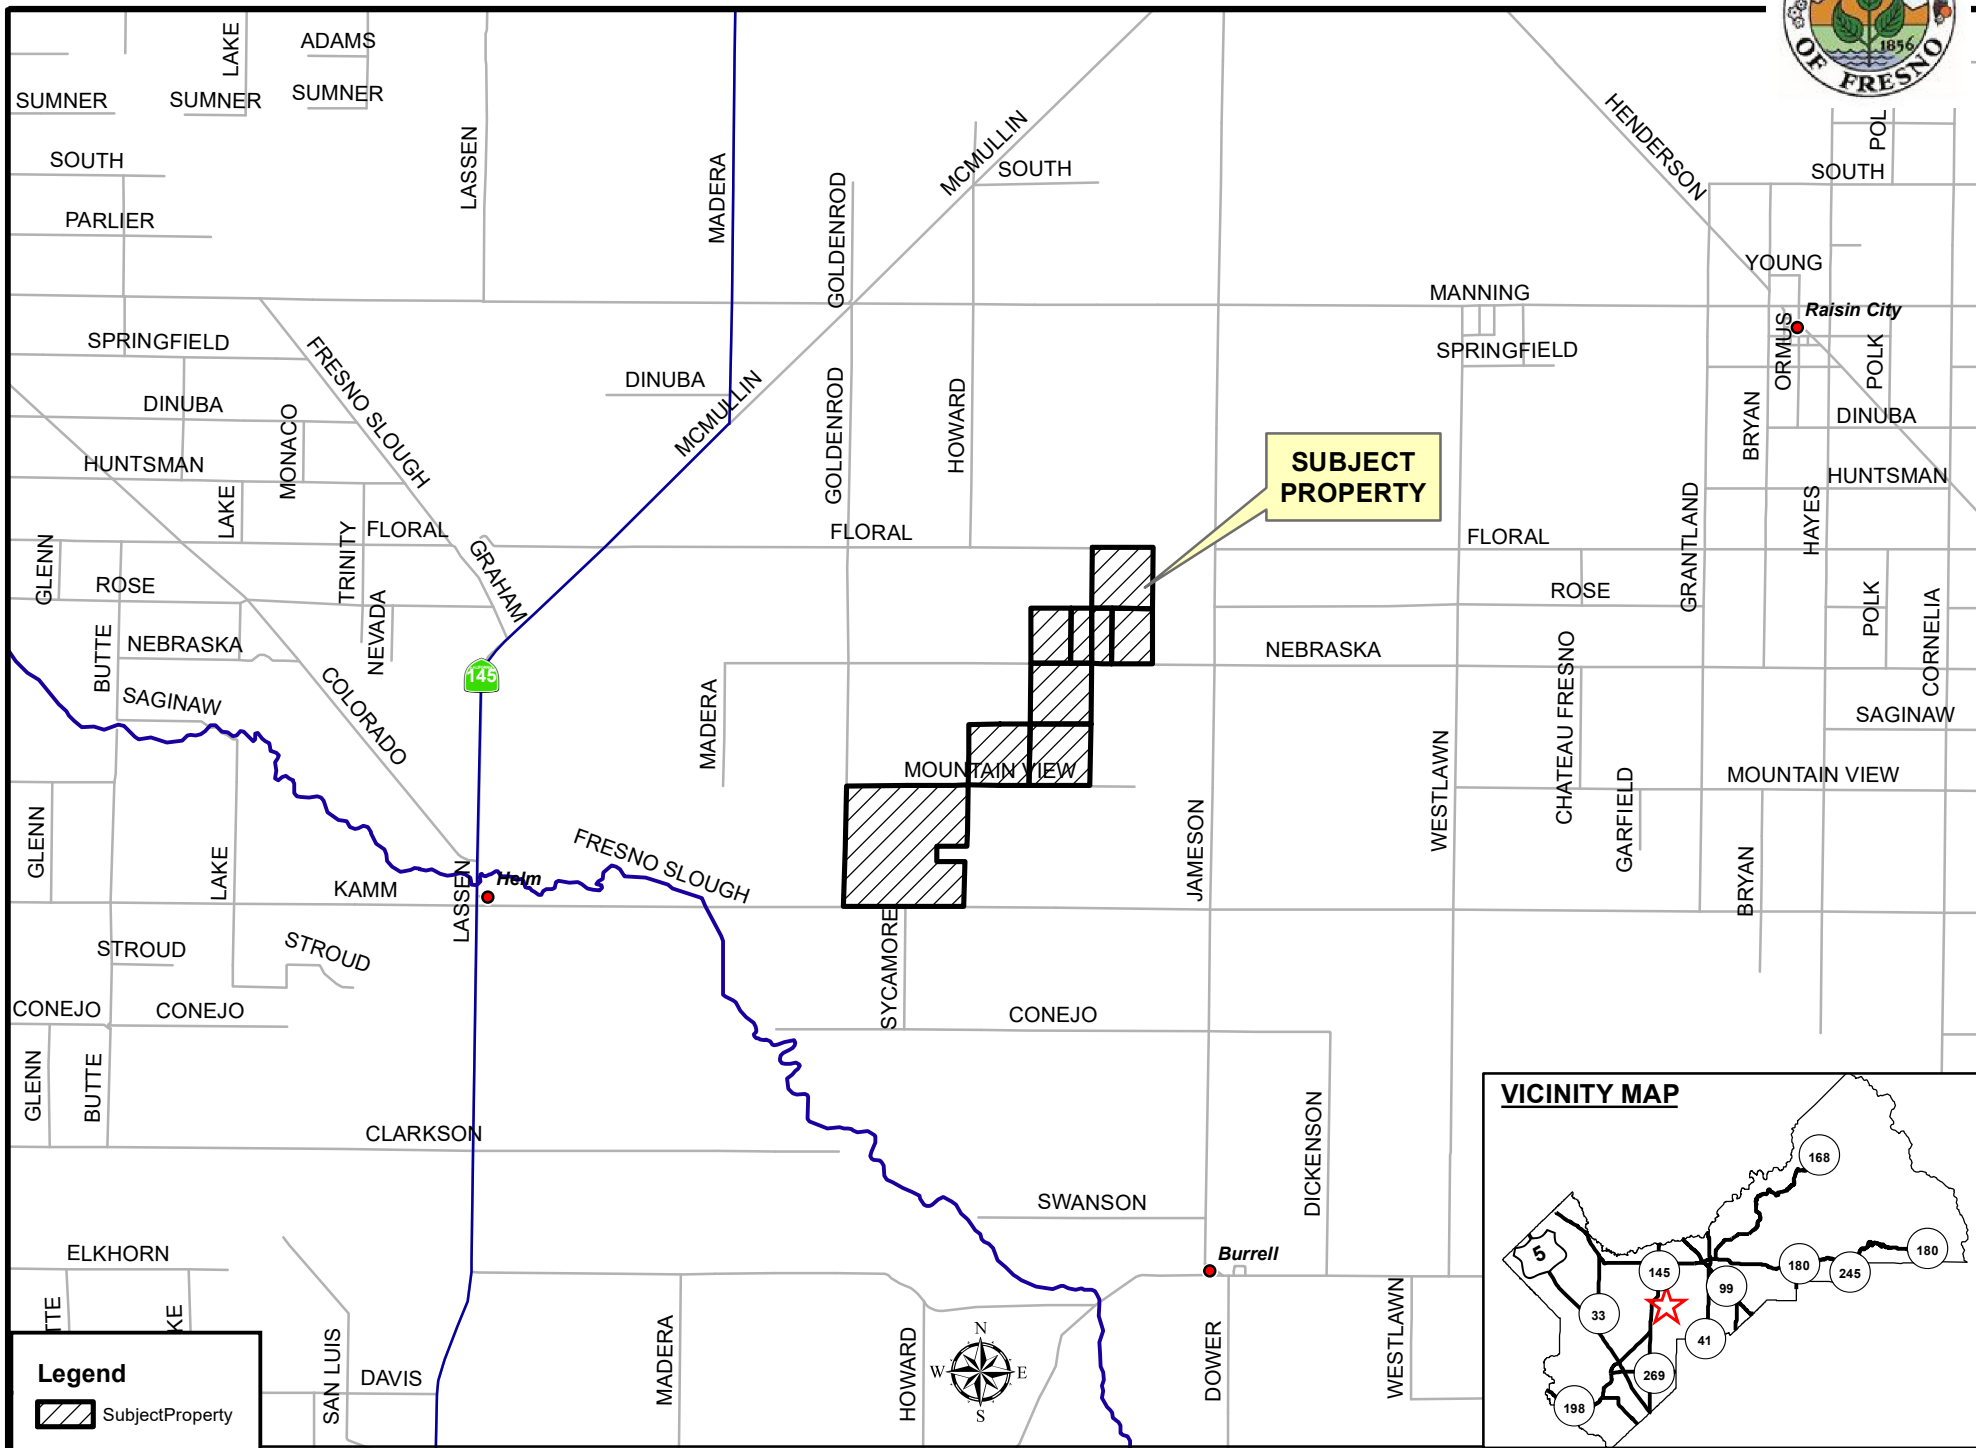 ADAMS
LAKE
SUMNER
SUMNER
SUMNER
1856
OF FRESNO
SOUTH
LASSEN
MADERA
GOLDENROD
MCMULLIN
SOUTH
HENDERSON
POL
SOUTH
PARLIER
YOUNG
MANNING
Raisin City
SPRINGFIELD
FRESNO SLOUGH
DINUBA
MCMULLIN
GOLDENROD
HOWARD
SPRINGFIELD
ORMUS
POLK
DINUBA
MONACO
BRYAN
DINUBA
HUNTSMAN
SUBJECT
PROPERTY
HUNTSMAN
LAKE
TRINITY
FLORAL
GRAHAM
FLORAL
FLORAL
GRANTLAND
HAYES
GLENN
ROSE
NEVADA
ROSE
POLK
CORNELIA
BUTTE
NEBRASKA
NEBRASKA
145
SAGINAW
COLORADO
MADERA
CHATEAU FRESNO
SAGINAW
MOUNTAIN VIEW
WESTLAWN
GARFIELD
MOUNTAIN VIEW
GLENN
LAKE
FRESNO SLOUGH
JAMESON
BRYAN
KAMM
LASSEN
Helm
STROUD
STROUD
SYCAMORE
CONEJO
CONEJO
CONEJO
GLENN
BUTTE
DICKENSON
CLARKSON
SWANSON
ELKHORN
Burrell
TTE
KE
SAN LUIS
DAVIS
MADERA
HOWARD
N
W
E
S
DOWER
WESTLAWN
Legend
SubjectProperty
VICINITY MAP
168
5
145
180
245
180
99
33
41
269
198